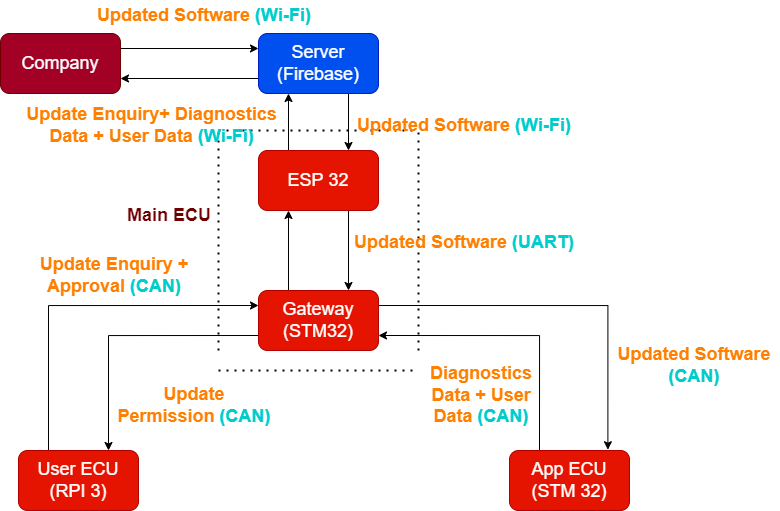 Updated Software (Wi-Fi)
Company
Server
(Firebase)
Update Enquiry+ Diagnostics
Data + User Data (Wi-Fi)
Updated Software (Wi-Fi)
ESP 32
Main ECU
Updated Software (UART)
Update Enquiry +
Approval (CAN)
Gateway
(STM32)
Updated Software
(CAN)
Diagnostics
Data + User
Data (CAN)
Update
Permission (CAN)
User ECU
(RPI 3)
App ECU
(STM 32)